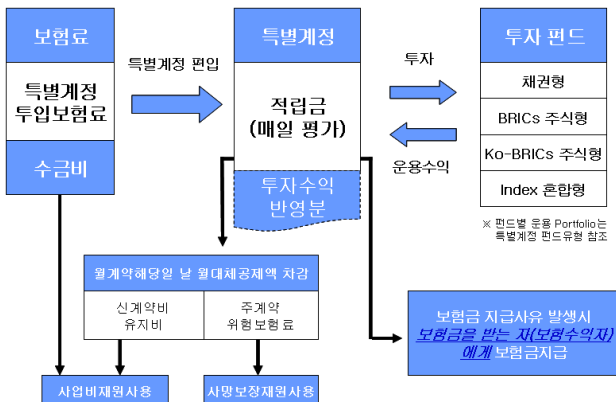 보험료
특별계정
투입보험료
수금비
특별계정 편입
특별계정
적립금
(매일 평가)
투자수익
반영분
투자
운용수익
투자 펀드
채권형
BRICs 주식형
Ko-BRICs 주식형
Index 혼합형
※ 펀드별 운용 Portfolio는
특별계정 펀드유형 참조
월계약해당일 날 월대체공제액 차감
신계약비
유지비
주계약
위험보험료
사업비재원사용
사망보장재원사용
보험금 지급사유 발생시
보험금을 받는 자(보험수익자)
에게 보험금지급